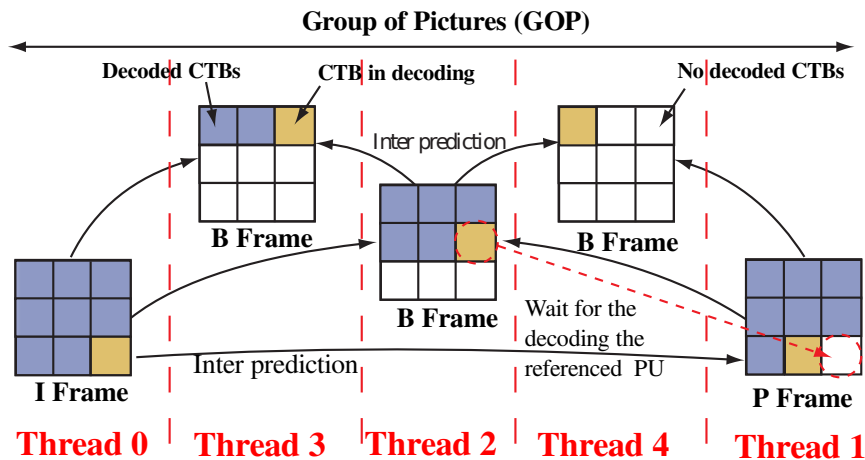 Group of Pictures (GOP)
Decoded CTBs
CTB in decoding
No decoded CTBs
Inter prediction
B Frame
B Frame
B Frame
Wait for the
decoding the
referenced PU
Inter prediction
I Frame
P Frame
Thread 0
Thread 3
Thread 2
Thread 4
Thread 1